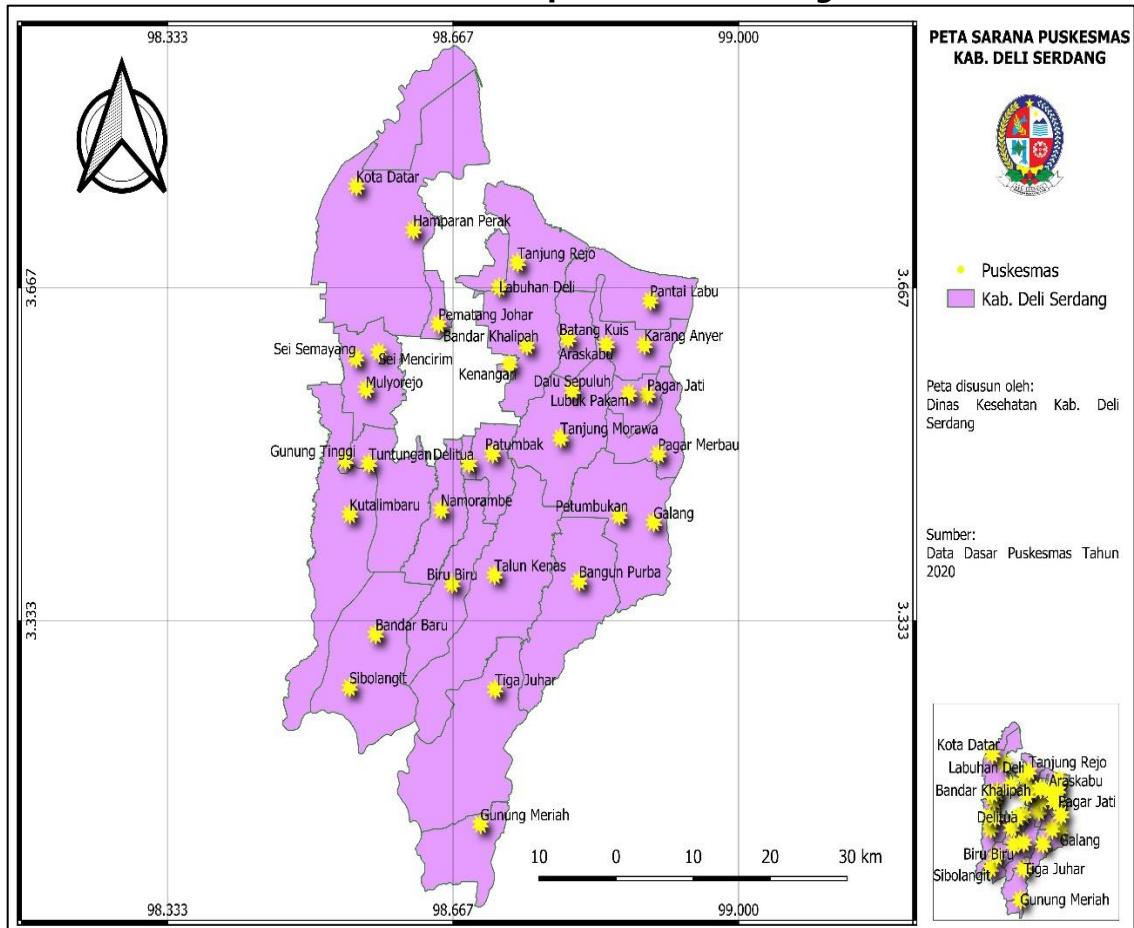 98.333
98.667
99.000
PETA SARANA PUSKESMAS
KAB. DELI SERDANG
Kota Datar
Hamparan Perak
Tanjung Rejo
Labuhan Deli
3.667
3.667
Pantai Labu
Puskesmas
Kab. Deli Serdang
Pematang Johar
Bandar Khalipah
Batang Kuis
Karang Anyer
Sei Semayang
Sei Mencirim
Araskabu
Kenangan
Mulyorejo
Dalu Sepuluh
Pagar Jati
Lubuk Pakam
Peta disusun oleh:
Dinas Kesehatan Kab. Deli
Serdang
Tanjung Morawa
Gunung Tinggi
Tuntungan
Delitua
Patumbak
Pagar Merbau
Kutalimbaru
Namorambe
Petumbukan
Galang
Sumber:
Data Dasar Puskesmas Tahun
2020
Biru Biru
Talun Kenas
Bangun Purba
3.333
3.333
Bandar Baru
Sibolangit
Tiga Juhar
Gunung Meriah
10 0 10 20 30 km
98.333
98.667
99.000
Kota Datar
Labuhan Deli
Tanjung Rejo
Araskabu
Bandar Khalipah
Pagar Jati
Delitua
Galang
Biru Biru
Sibolangit
Tiga Juhar
Gunung Meriah